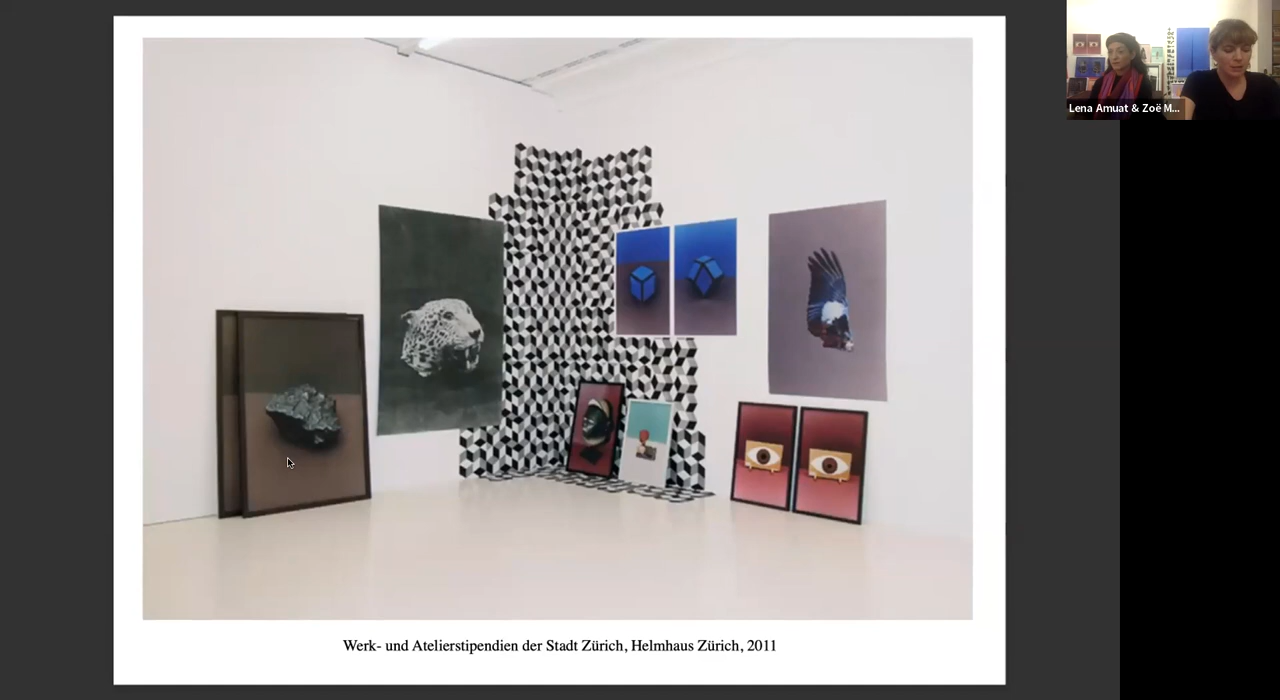 Lena Amuat & Zoë M...
Werk- und Atelierstipendien der Stadt Zürich, Helmhaus Zürich, 2011